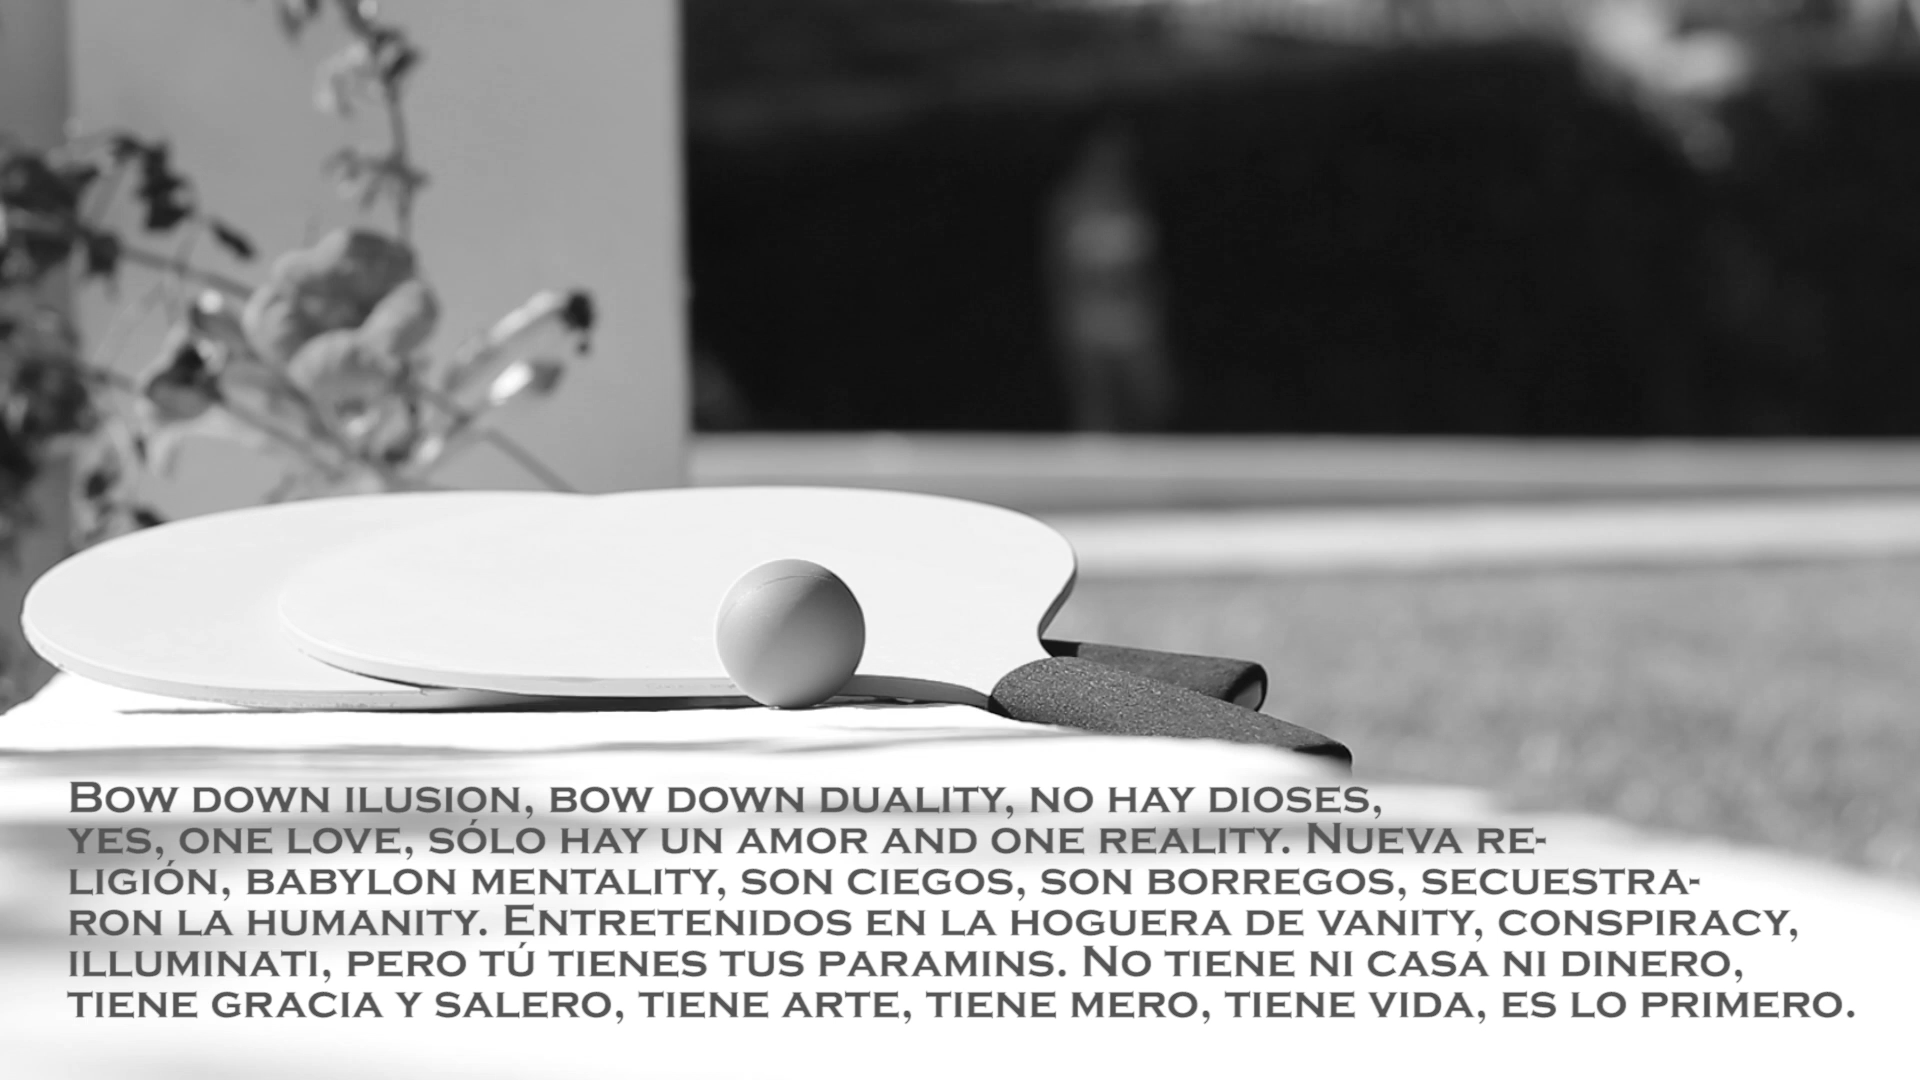 Bow down ilusion, bow down duality, no hay dioses,
yes, one love, sólo hay un amor and one reality. Nueva re-
ligión, babylon mentality, son ciegos, son borregos, secuestra-
ron la humanity. Entretenidos en la hoguera de vanity, conspiracy,
illuminati, pero tú tienes tus paramins. No tiene ni casa ni dinero,
tiene gracia y salero, tiene arte, tiene mero, tiene vida, es lo primero.